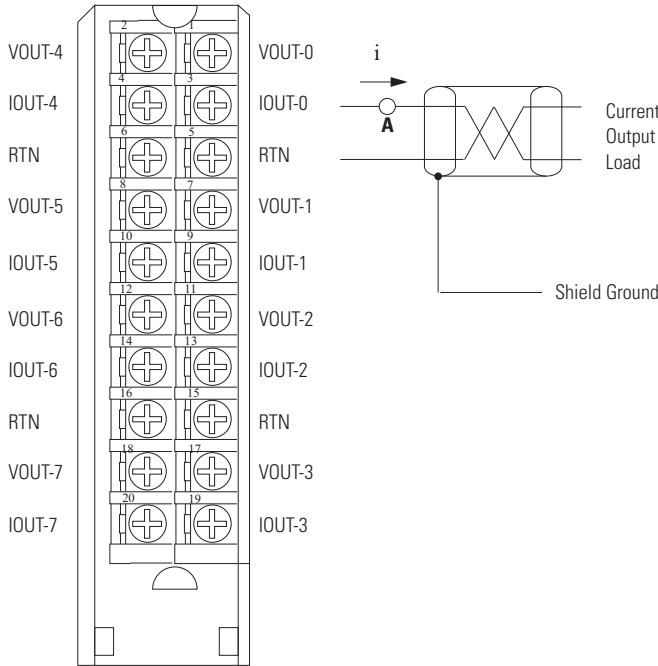 2 1
VOUT-4 VOUT-0
4 3
IOUT-4 IOUT-0
6 5
RTN RTN
8 7
VOUT-5 VOUT-1
10 9
IOUT-5 IOUT-1
12 11
VOUT-6 VOUT-2
14 13
IOUT-6 IOUT-2
16 15
RTN RTN
18 17
VOUT-7 VOUT-3
20 19
IOUT-7 IOUT-3
i
A
Current
Output
Load
Shield Ground